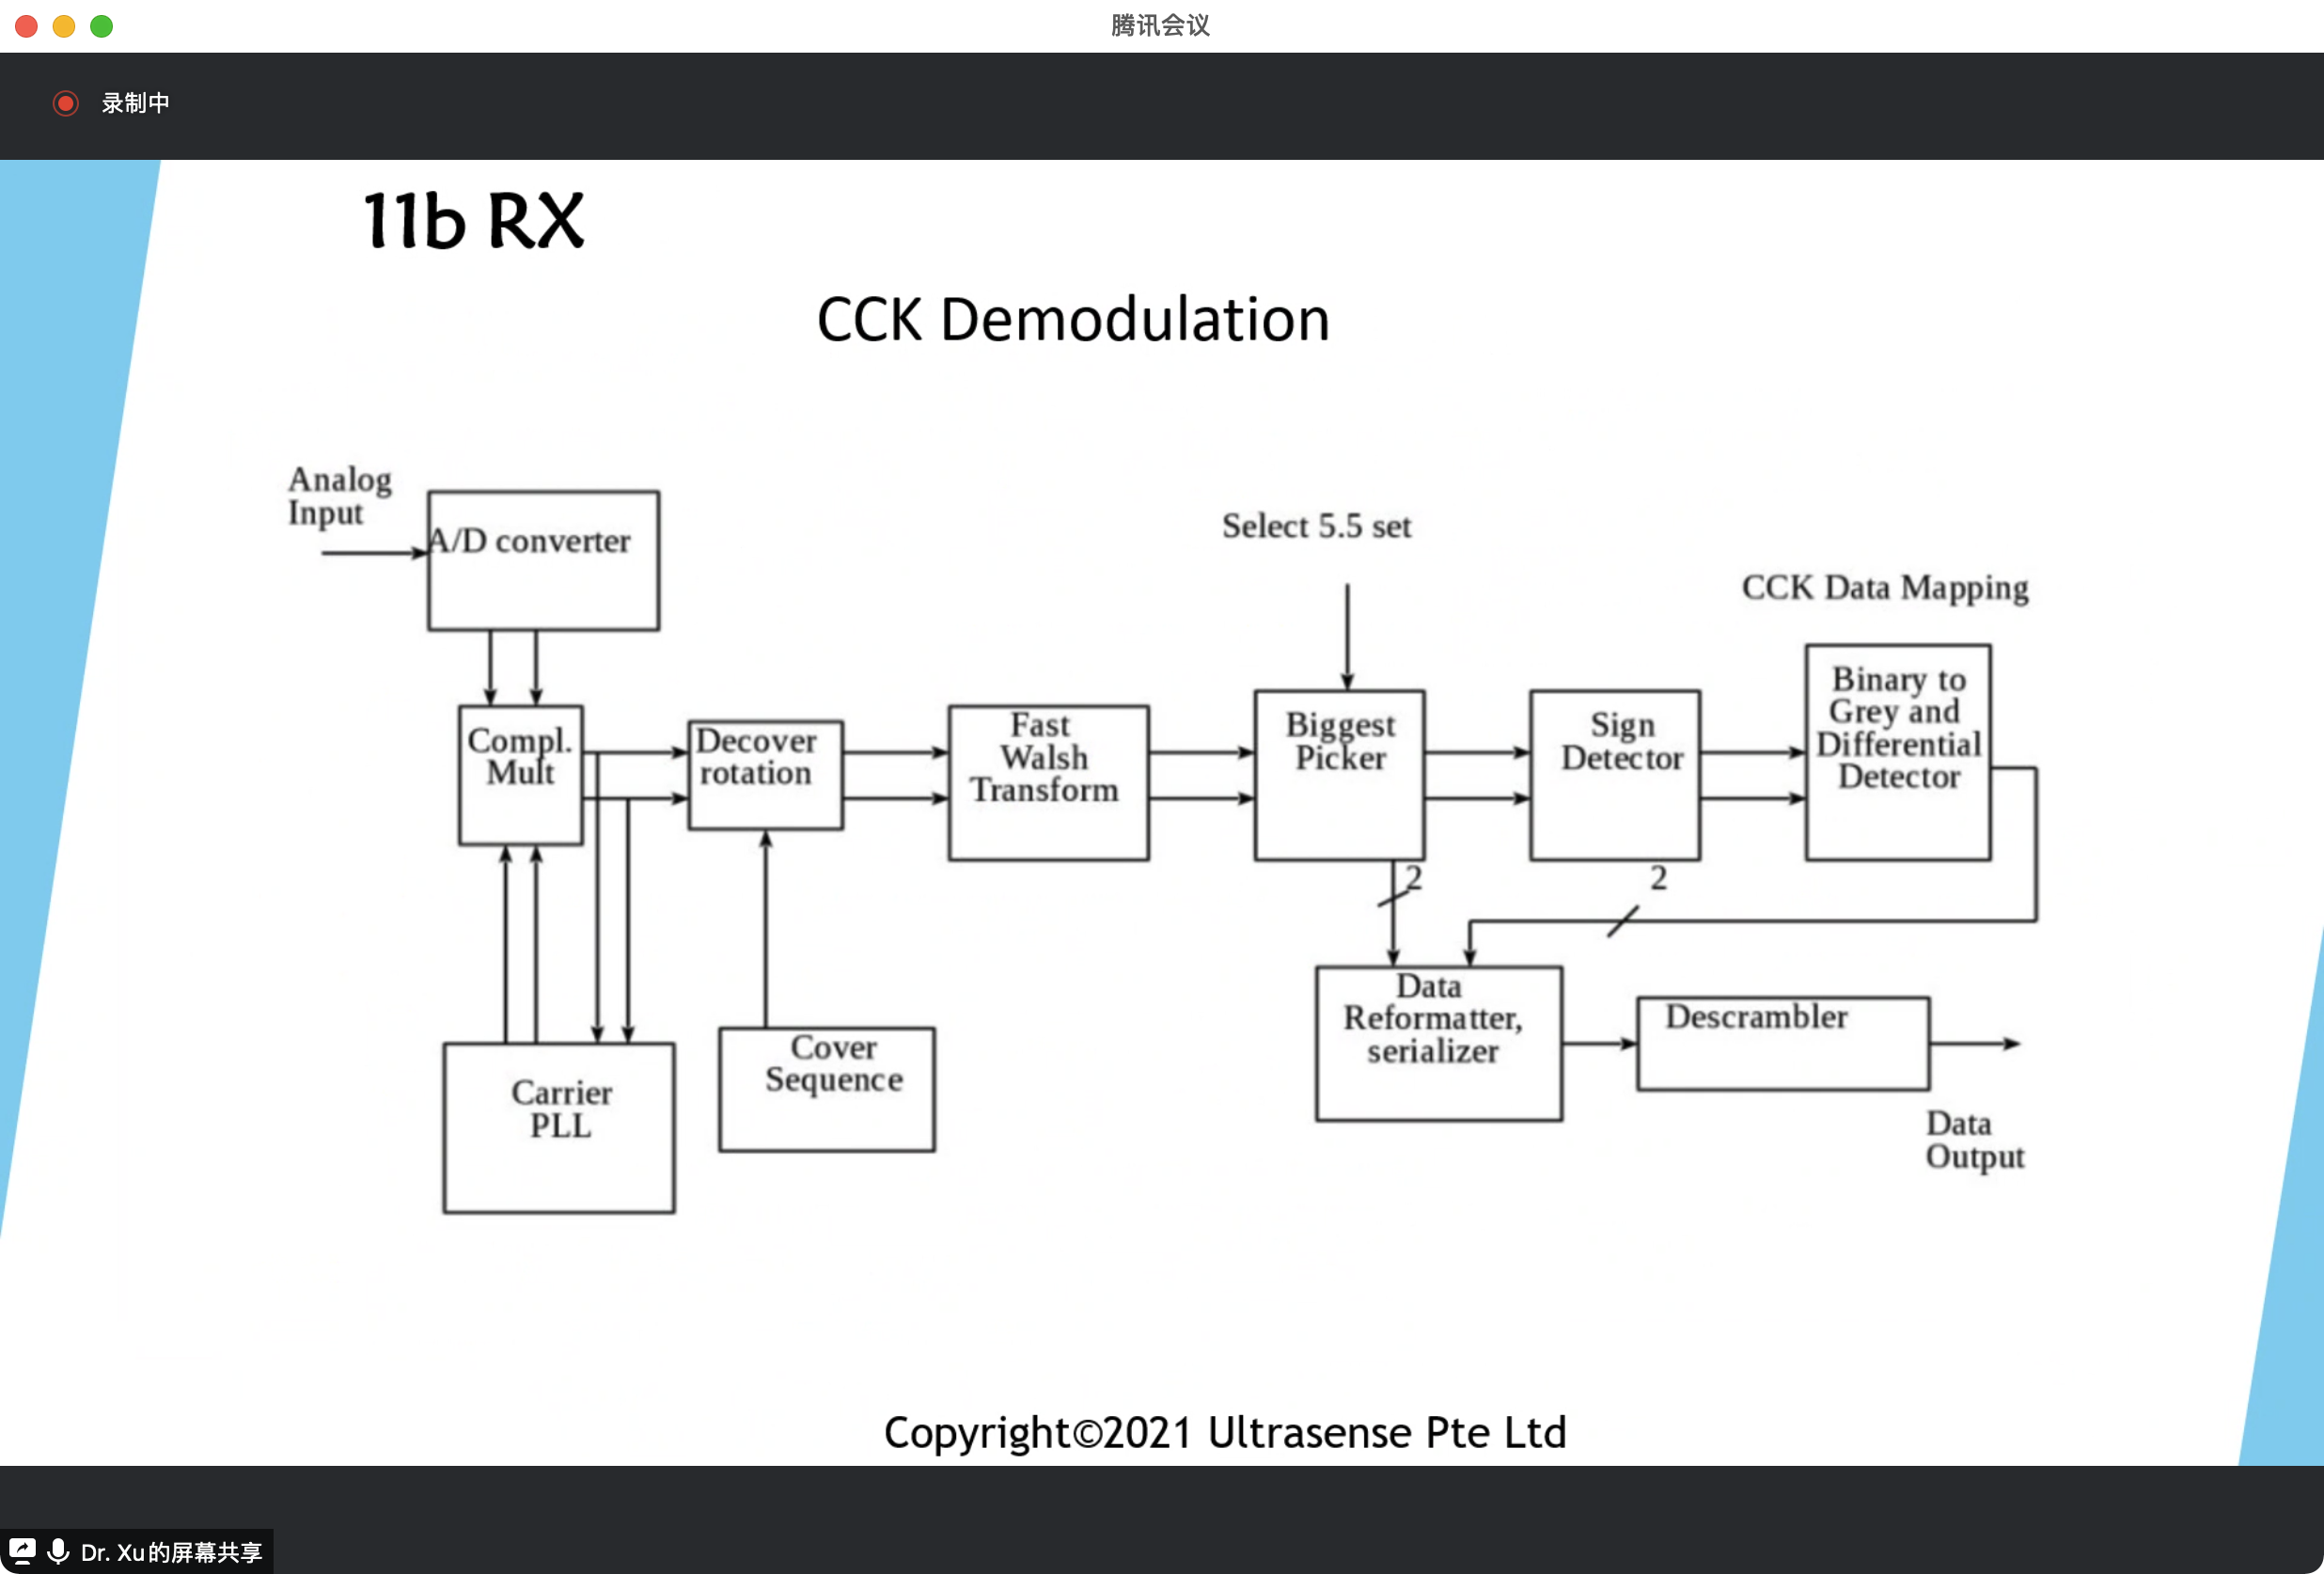 腾讯会议
录制中
11b RX
CCK Demodulation
Analog
Input
A/D converter
Select 5.5 set
CCK Data Mapping
Compl.
Mult
Decover
rotation
Fast
Walsh
Transform
Biggest
Picker
Sign
Detector
Binary to
Grey and
Differential
Detector
2
2
Carrier
PLL
Cover
Sequence
Data
Reformatter,
serializer
Descrambler
Data
Output
Copyright©2021 Ultrasense Pte Ltd
Dr. Xu的屏幕共享